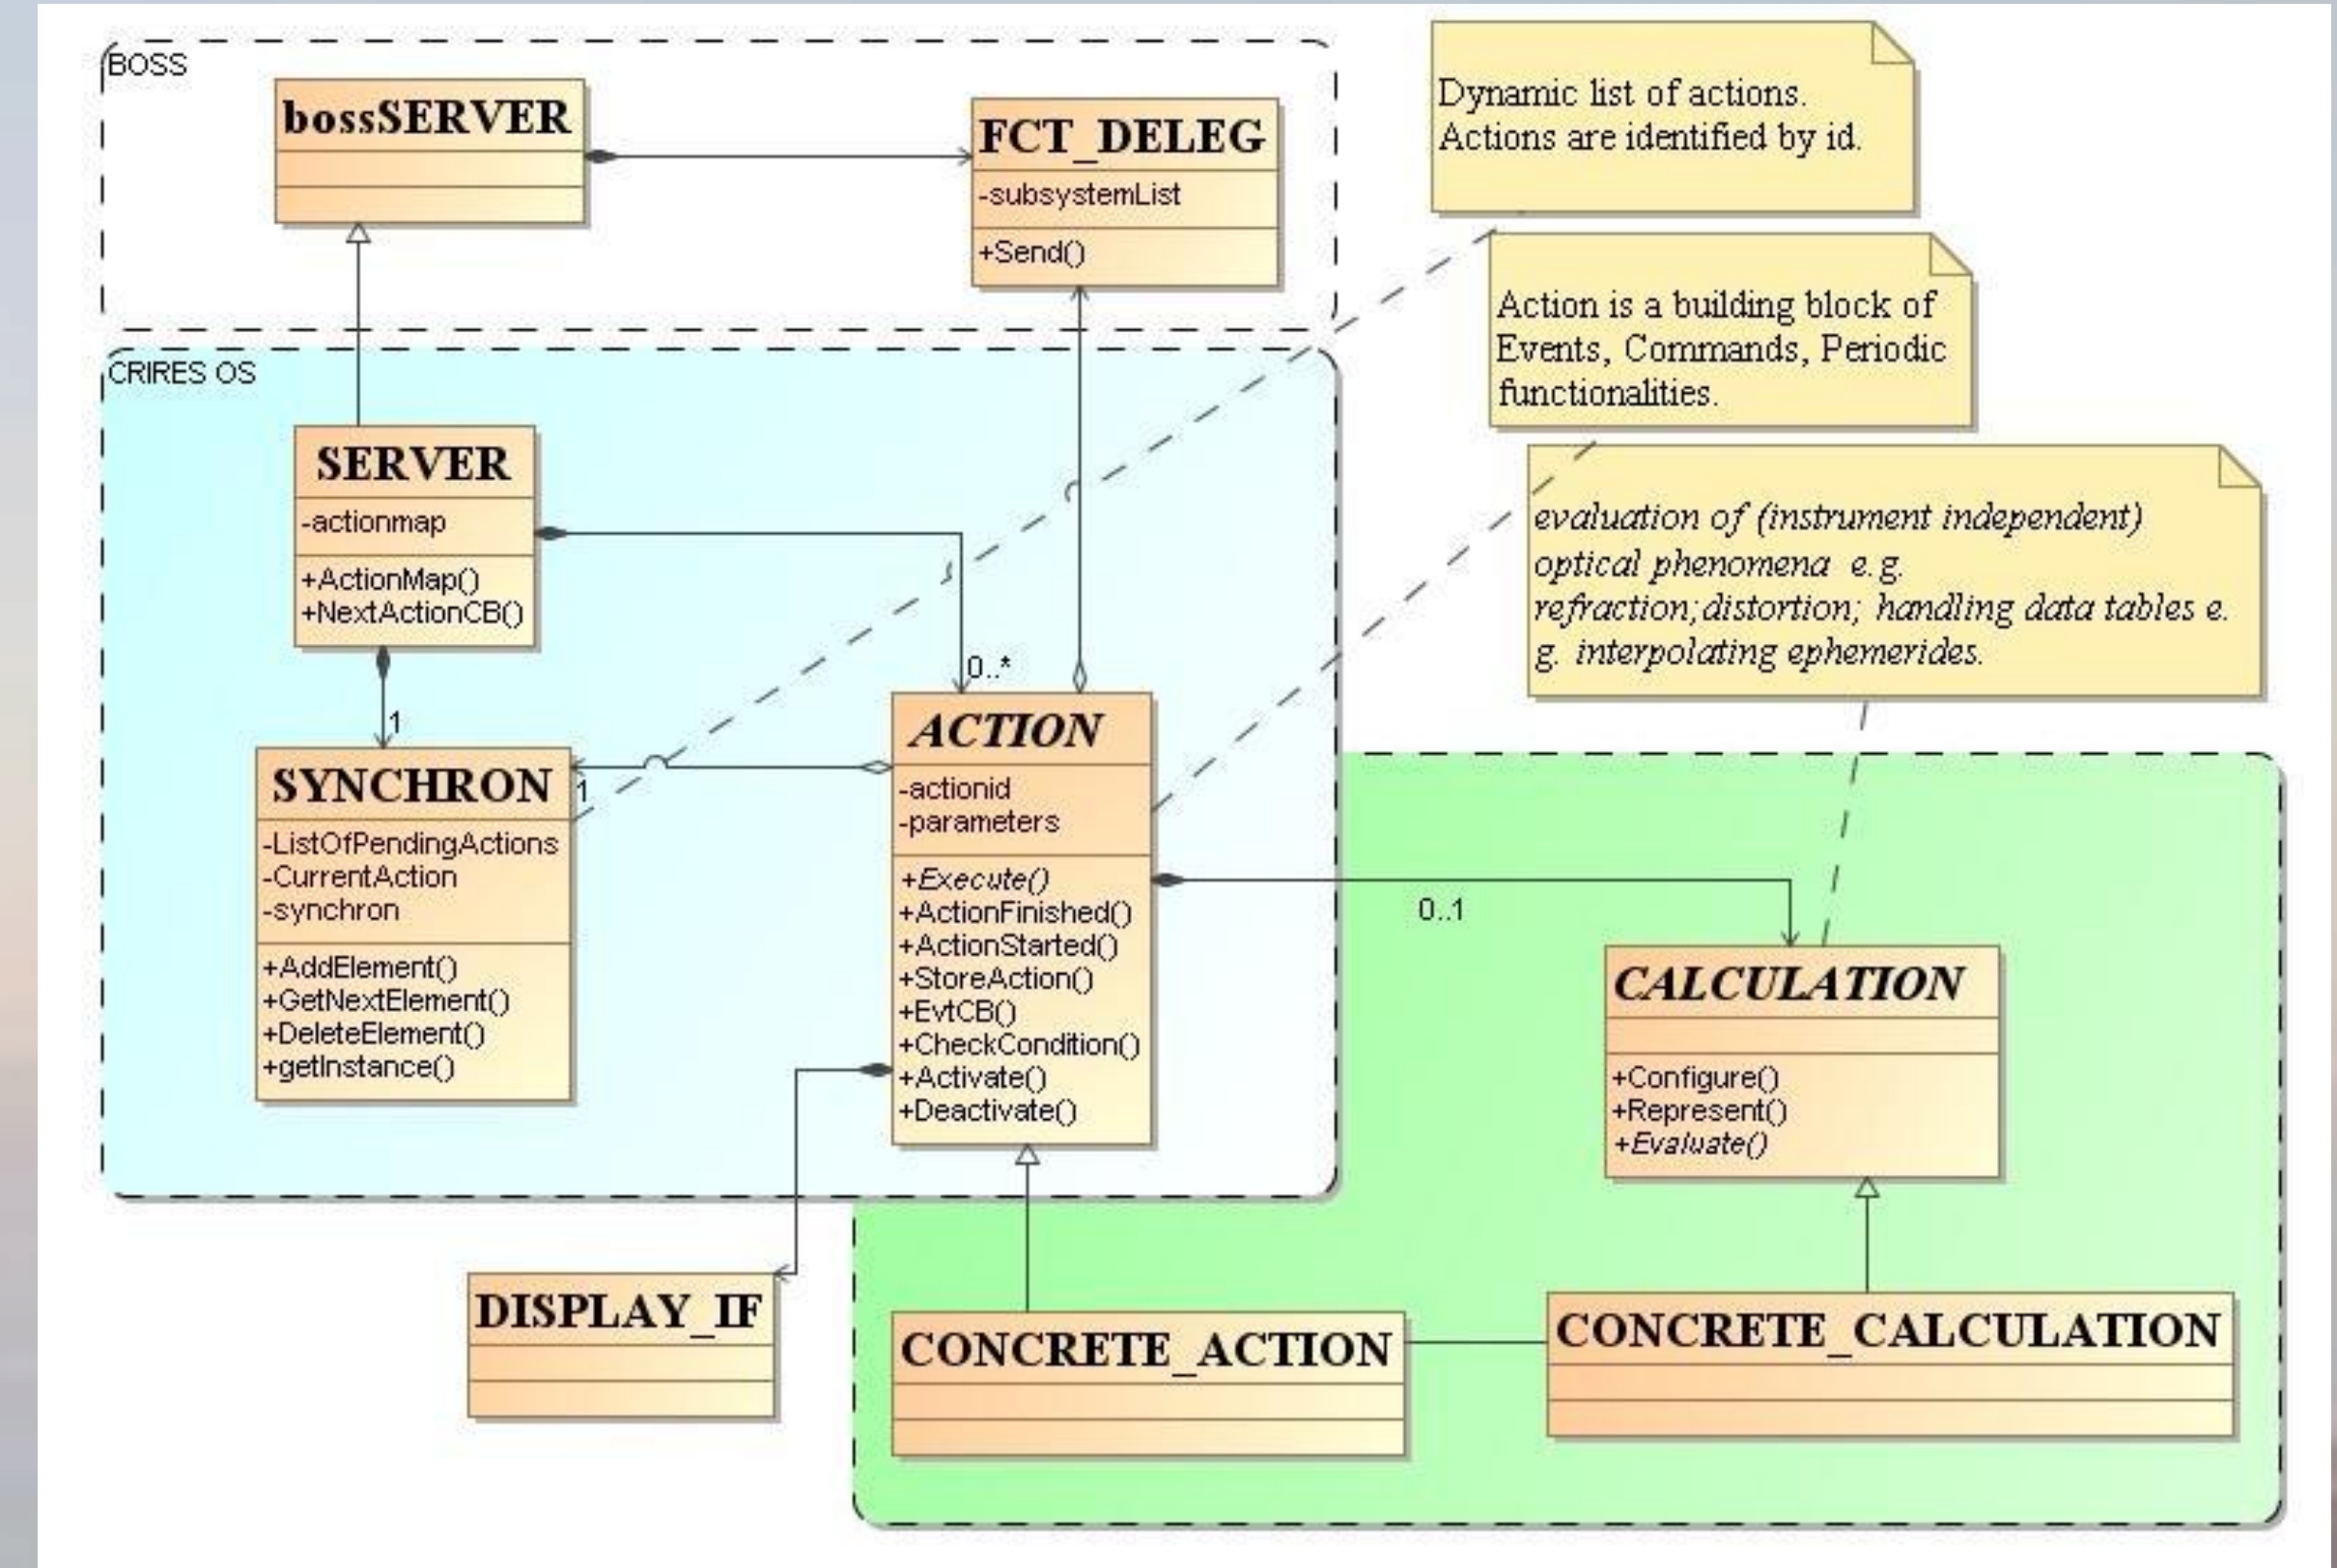 BOSS
bossSERVER
FCT_DELEG
-subsystemList
+Send()
Dynamic list of actions.
Actions are identified by id.
Action is a building block of
Events, Commands, Periodic
functionalities.
evaluation of (instrument independent)
optical phenomena e.g.
refraction;distortion; handling data tables e.
g. interpolating ephemerides.
CRIRES OS
SERVER
-actionmap
+ActionMap()
+NextActionCB()
0..*
1
SYNCHRON
1
-ListOfPendingActions
-CurrentAction
-synchron
+AddElement()
+GetNextElement()
+DeleteElement()
+getInstance()
ACTION
-actionid
-parameters
+Execute()
+ActionFinished()
+ActionStarted()
+StoreAction()
+EvtCB()
+CheckCondition()
+Activate()
+Deactivate()
0..1
CALCULATION
+Configure()
+Represent()
+Evaluate()
DISPLAY_IF
CONCRETE_ACTION
CONCRETE_CALCULATION